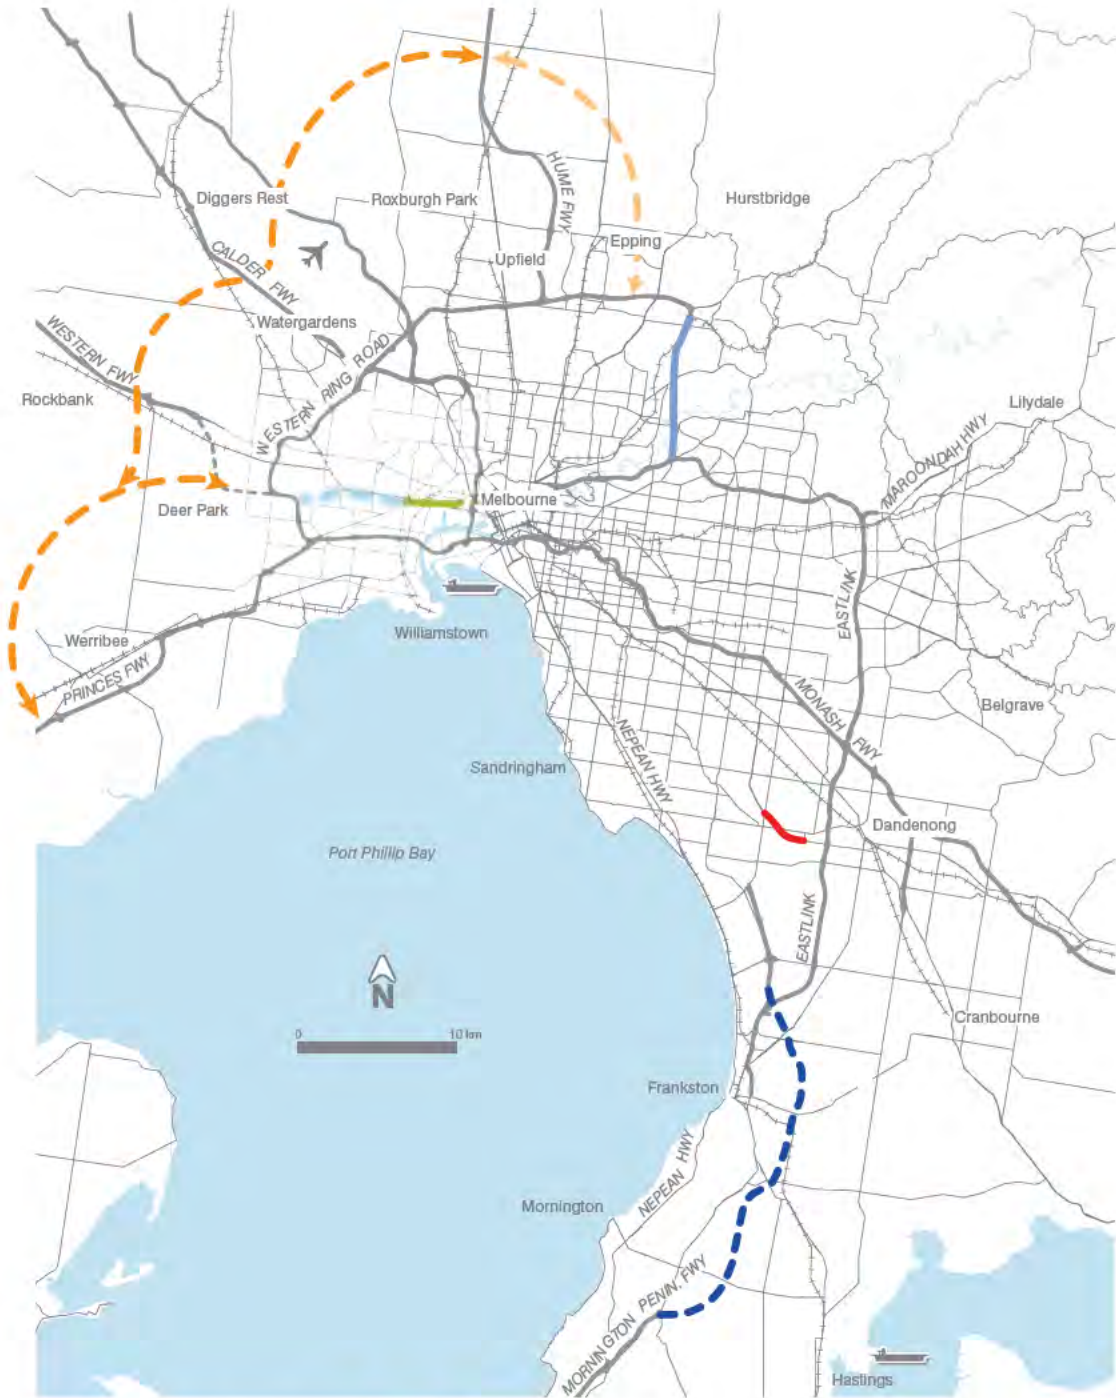 Diggers Rest
Roxburgh Park
HUME FWY
Hurstbridge
Epping
Upfield
CALDER FWY
Watergardens
WESTERN FWY
WESTERN RING ROAD
Rockbank
Lilydale
MAROONDAH HWY
Melbourne
Deer Park
EASTLINK
Werribee
Williamstown
PRINCES FWY
MONASH FWY
Belgrave
NEPEAN HWY
Sandringham
Dandenong
Port Phillip Bay
EASTLINK
N
0 10 km
Cranbourne
Frankston
NEPEAN HWY
Mornington
MORNINGTON PENIN. FWY
Hastings